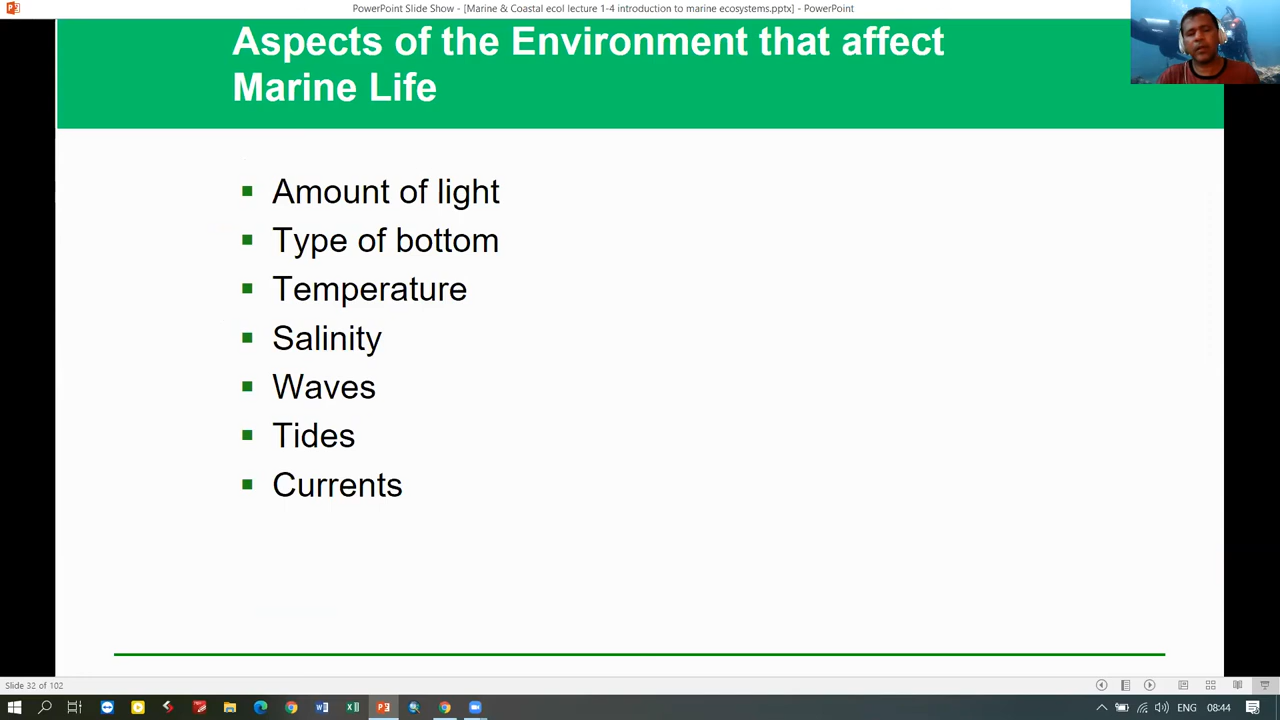 PowerPoint Slide Show - [Marine & Coastal ecol lecture 1-4 introduction to marine ecosystems.pptx] - PowerPoint
Aspects of the Environment that affect
Marine Life
Amount of light
Type of bottom
Temperature
Salinity
Waves
Tides
Currents
Slide 32 of 102
ENG
08:44